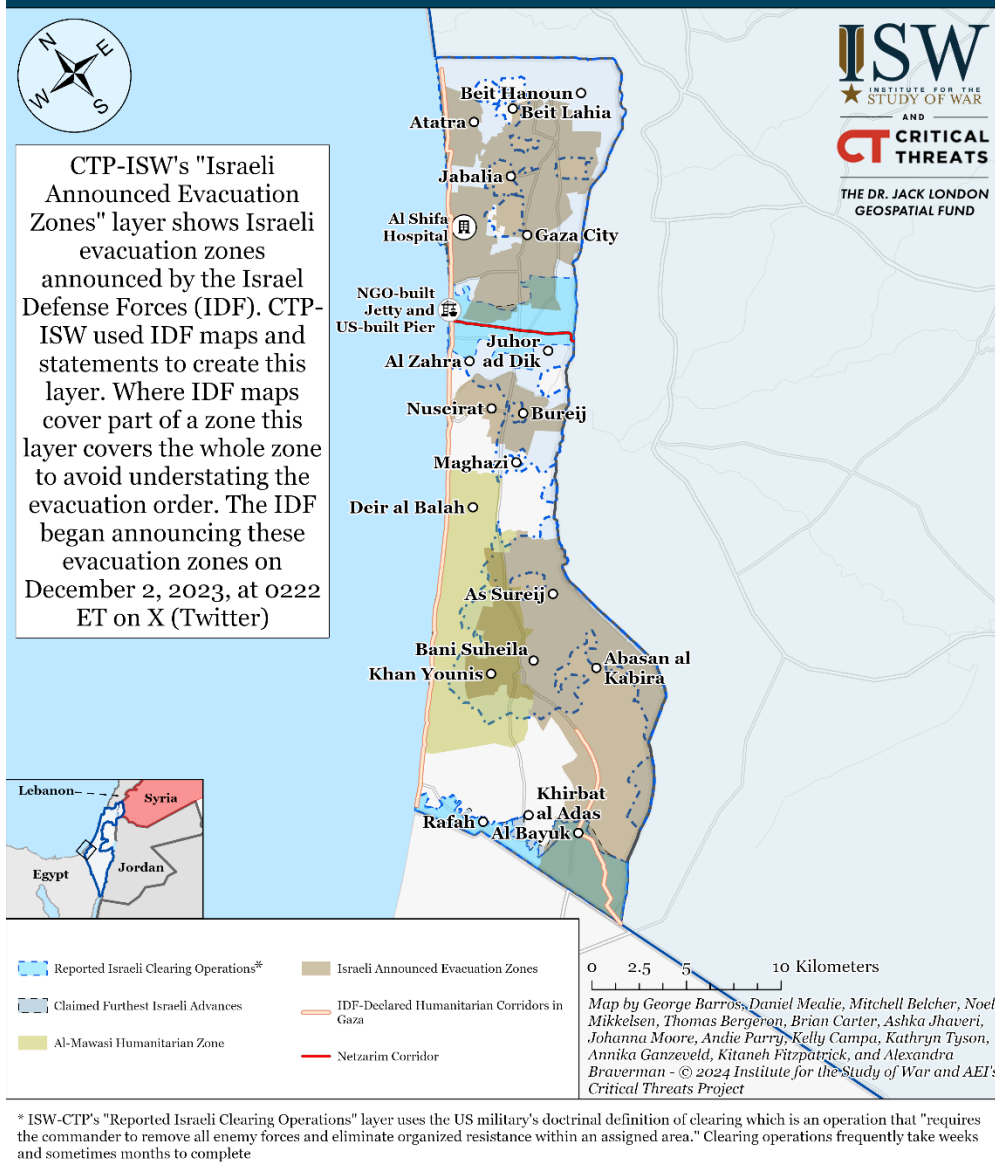 N
E
W
S
ISW
INSTITUTE FOR THE
STUDY OF WAR
AND
CT CRITICAL
THREATS
THE DR. JACK LONDON
GEOSPATIAL FUND
CTP-ISW's "Israeli
Announced Evacuation
Zones" layer shows Israeli
evacuation zones
announced by the Israel
Defense Forces (IDF). CTP-
ISW used IDF maps and
statements to create this
layer. Where IDF maps
cover part of a zone this
layer covers the whole zone
to avoid understating the
evacuation order. The IDF
began announcing these
evacuation zones on
December 2, 2023, at 0222
ET on X (Twitter)
Beit Hanoun
Beit Lahia
Atatra
Jabalia
Al Shifa
Hospital
Gaza City
NGO-built
Jetty and
US-built Pier
Juhor
ad Dik
Al Zahra
Nuseirat
Bureij
Maghazi
Deir al Balah
As Sureij
Bani Suheila
Abasan al
Kabira
Khan Younis
Khirbat
al Adas
Rafah
Al Bayuk
Lebanon
Syria
Egypt
Jordan
Reported Israeli Clearing Operations*
Claimed Furthest Israeli Advances
Al-Mawasi Humanitarian Zone
Israeli Announced Evacuation Zones
IDF-Declared Humanitarian Corridors in
Gaza
Netzarim Corridor
0 2.5 5 10 Kilometers
Map by George Barros, Daniel Mealie, Mitchell Belcher, Noel
Mikkelsen, Thomas Bergeron, Brian Carter, Ashka Jhaveri,
Johanna Moore, Andie Parry, Kelly Campa, Kathryn Tyson,
Annika Ganzeveld, Kitaneh Fitzpatrick, and Alexandra
Braverman - © 2024 Institute for the Study of War and AEI's
Critical Threats Project
* ISW-CTP's "Reported Israeli Clearing Operations" layer uses the US military's doctrinal definition of clearing which is an operation that "requires
the commander to remove all enemy forces and eliminate organized resistance within an assigned area." Clearing operations frequently take weeks
and sometimes months to complete